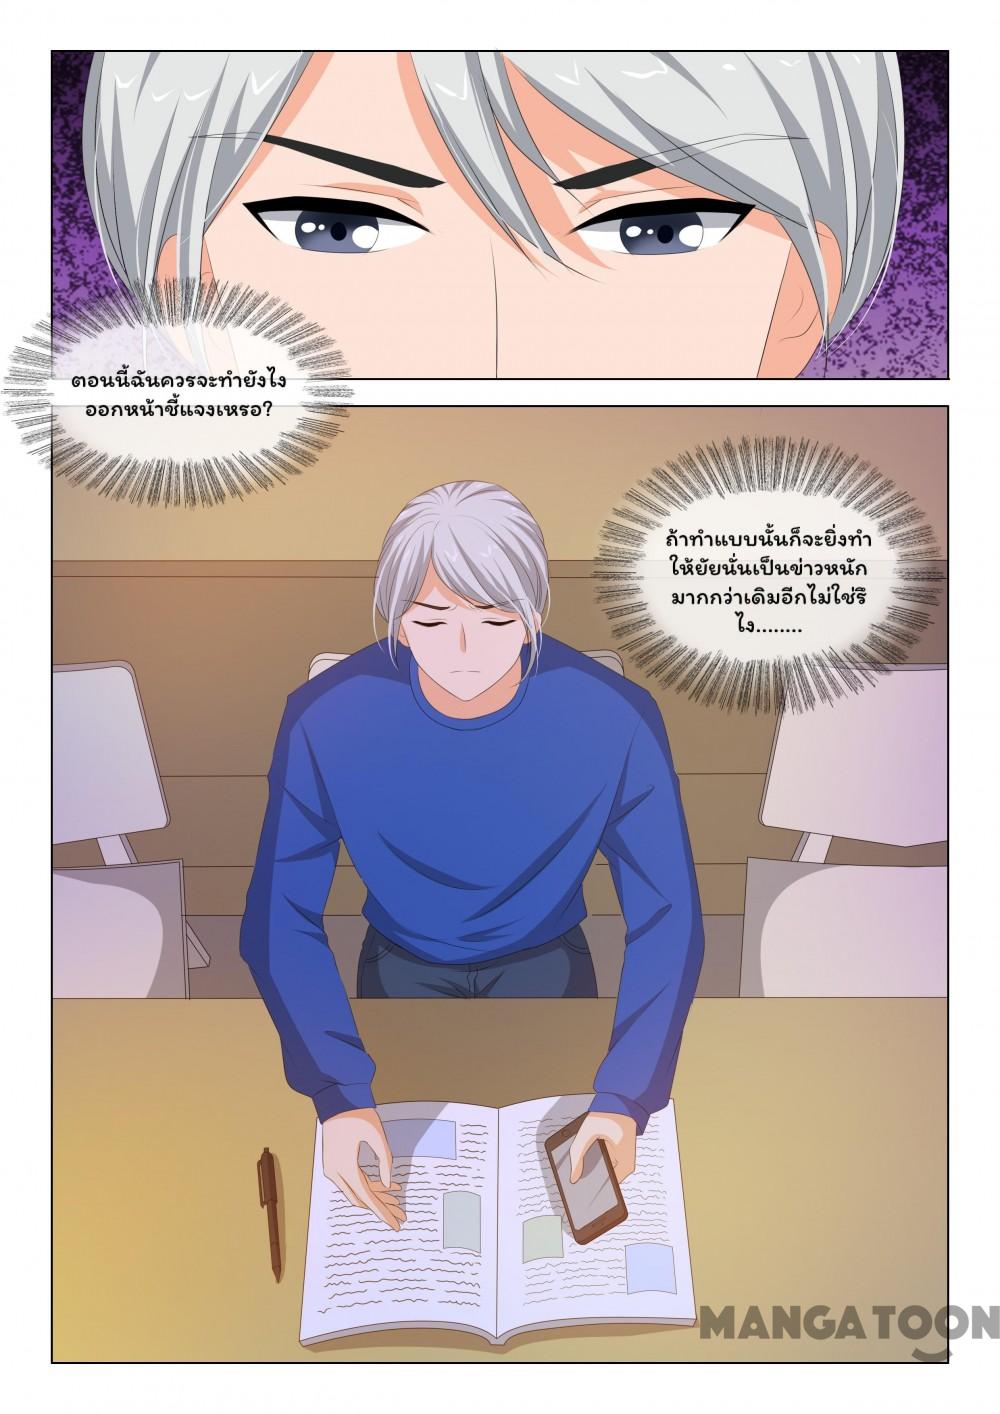 ตอนนี้ฉันควรจะทำยังไง
ออกหน้าชี้แจงเหรอ?
ถ้าทำแบบนั้นก็จะยิ่งทำ
ให้ยัยนั่นเป็นข่าวหนัก
มากกว่าเดิมอีกไม่ใช่รึ
ไง........
MANGATOON